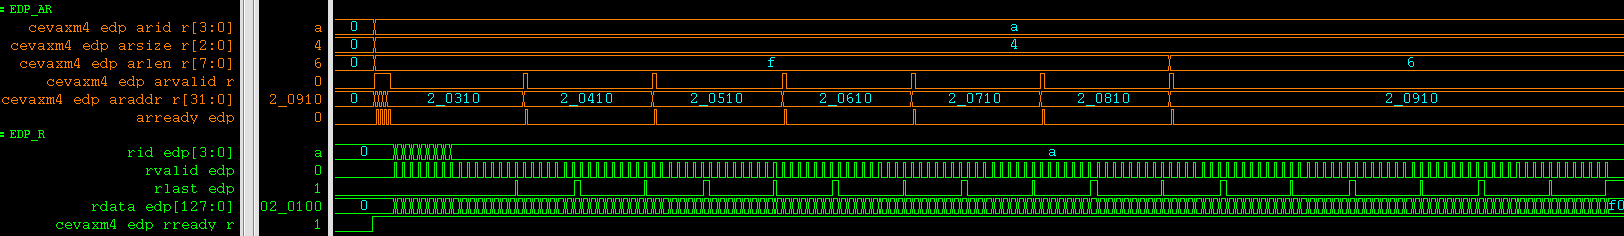 = EDP_AR
cevaxm4 edp arid r[3:0] a 0 a
cevaxm4 edp arsize r[2:0] 4 0 4
cevaxm4 edp arlen r[7:0] 6 0 f 6
cevaxm4 edp arvalid r 0
cevaxm4 edp araddr r[31:0] 2_0910 0 2_0310 2_0410 2_0510 2_0610 2_0710 2_0810 2_0910
arready edp 0
= EDP_R
rid edp[3:0] a 0 a
rvalid edp 0
rlast edp 1
rdata edp[127:0] 02_0100 0 f0
cevaxm4 edp rready r 1